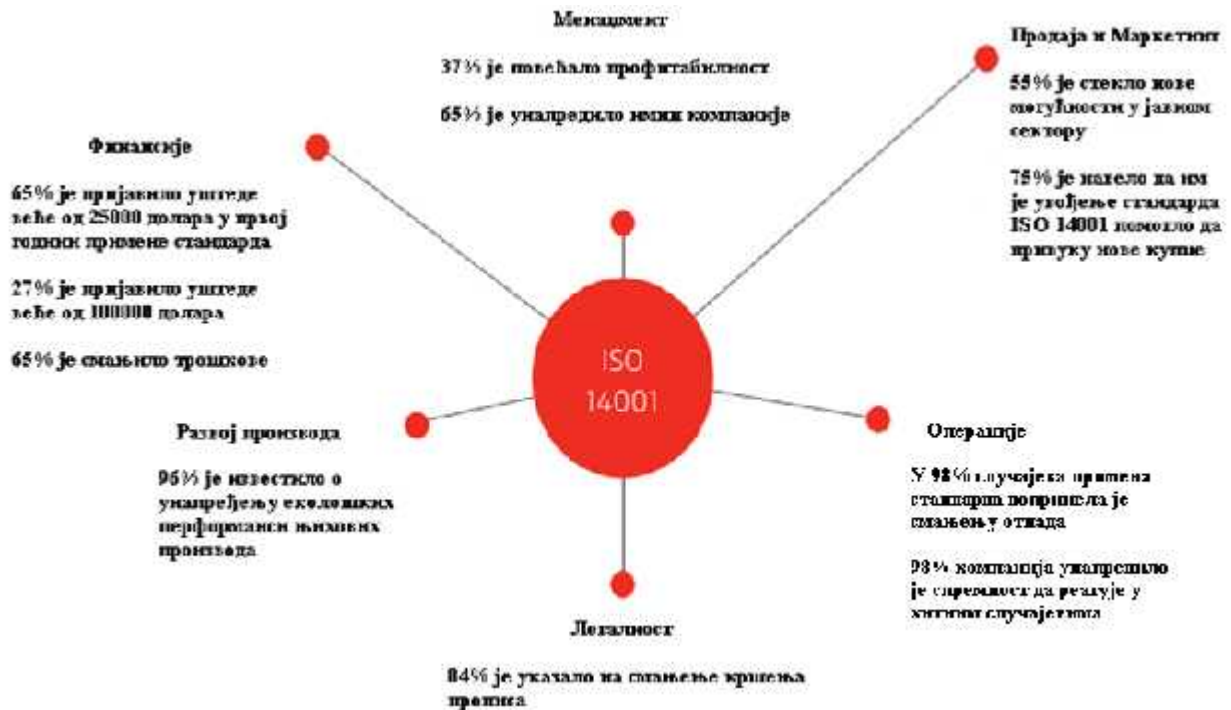 Менаџмент
37% је повећало профитабилност
65% је унапредило имиџ компаније
Продаја и Маркетинг
55% је стекло нове
могућности у јавном
сектору
75% је навело да им
је увођење стандарда
ISO 14001 помогло да
привуку нове купце
Финансије
65% је пријавило уштеде
веће од 25000 долара у првој
години примене стандарда
27% је пријавило уштеде
веће од 100000 долара
65% је смањило трошкове
ISO
14001
Развој производа
96% је известило о
унапређењу еколошких
перформанси њихових
производа
Операције
У 98% случајева примена
стандарда допринела је
смањењу отпада
98% компанија унапредило
је спремност да реагује у
хитним случајевима
Легалност
84% је указало на смањење кршења
прописа